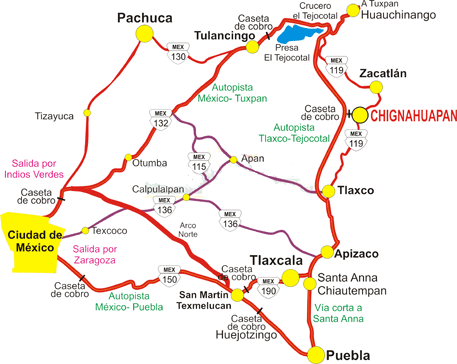 Pachuca
Caseta
de cobro
Crucero
el Tejocotal
A Tuxpan
Huauchinango
Tulancingo
MEX
130
Presa
El Tejocotal
MEX
119
Zacatlán
Autopista
México- Tuxpan
Caseta
de cobro
CHIGNAHUAPAN
Tizayuca
MEX
132
Autopista
Tlaxco-Tejocotal
MEX
119
Salida por
Indios Verdes
Otumba
MEX
115
Apan
Caseta
de cobro
Calpulalpan
Tlaxco
MEX
136
Ciudad de
México
Texcoco
Arco
Norte
MEX
136
Salida por
Zaragoza
Apizaco
Tlaxcala
Caseta
de cobro
MEX
150
Caseta
de cobro
MEX
190
Santa Anna
Chiautempan
Autopista
México- Puebla
San Martín
Texmelucan
Caseta
de cobro
Huejotzingo
Vía corta a
Santa Anna
Puebla